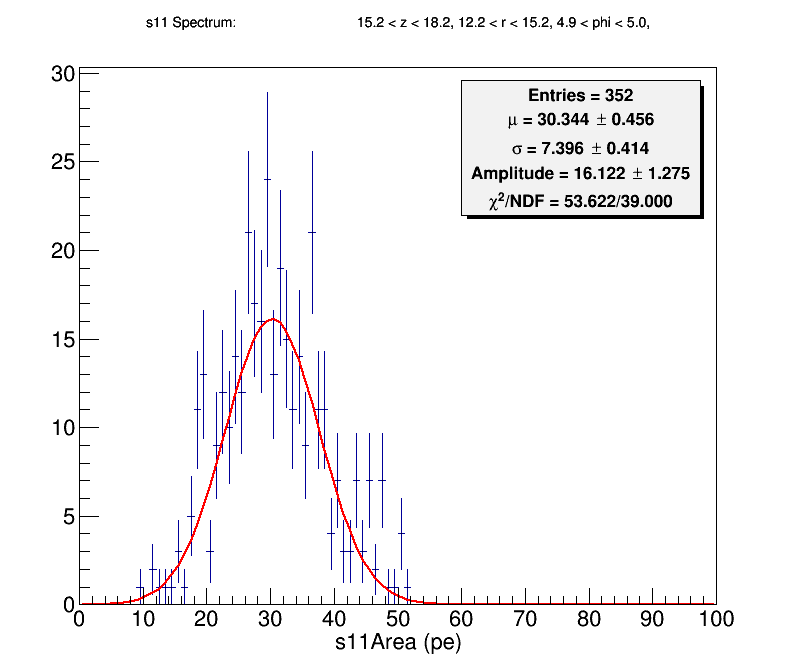 s11 Spectrum: 15.2 < z < 18.2, 12.2 < r < 15.2, 4.9 < phi < 5.0,
Entries = 352
μ = 30.344 ± 0.456
σ = 7.396 ± 0.414
Amplitude = 16.122 ± 1.275
χ²/NDF = 53.622/39.000
30
25
20
15
10
5
0
0 10 20 30 40 50 60 70 80 90 100
s11Area (pe)